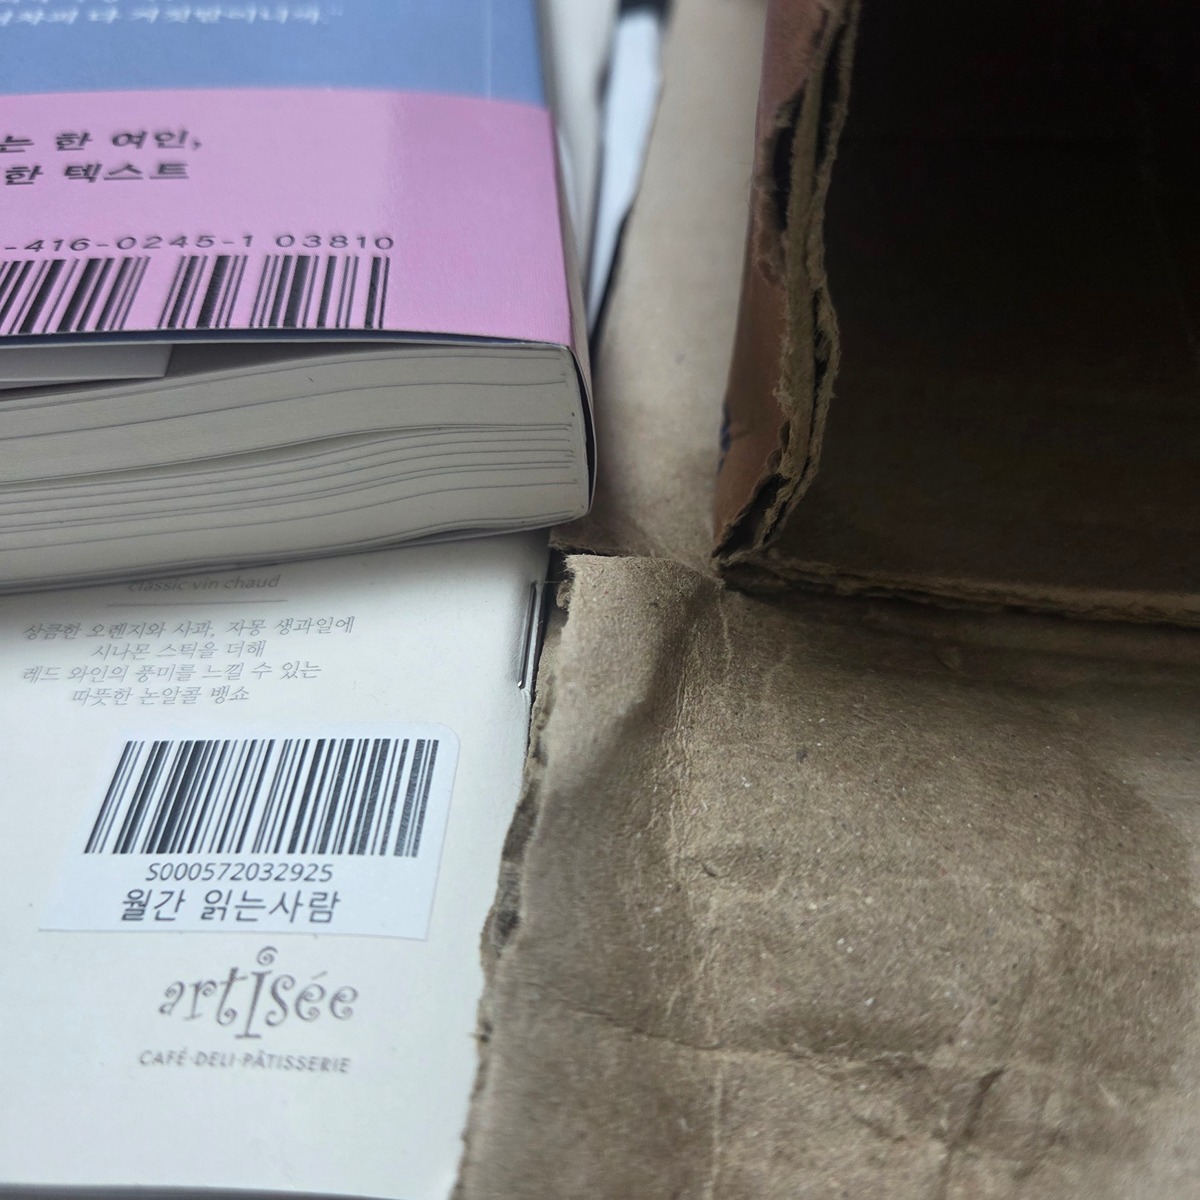 는 한 여인,
한 텍스트
-416-0245-1 03810
classic vin chaud
상큼한 오렌지와 사과, 자몽 생과일에
시나몬 스틱을 더해
레드 와인의 풍미를 느낄 수 있는
따뜻한 논알콜 뱅쇼
S000572032925
월간 읽는사람
artisée
CAFÉ·DELI·PÂTISSERIE